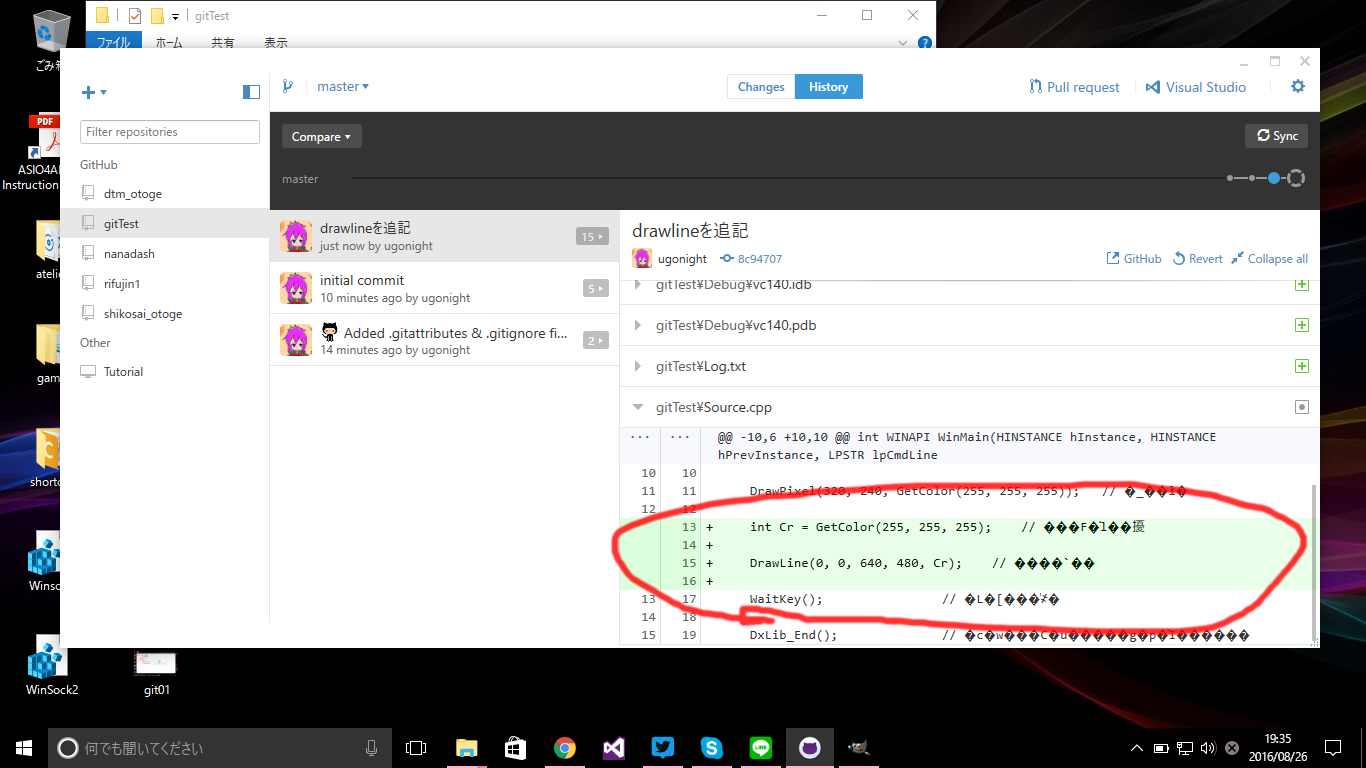 gitTest
ファイル ホーム 共有 表示
ごみ
master
Changes History
Pull request
Visual Studio
Filter repositories
GitHub
dtm_otoge
gitTest
nanadash
rifujin1
shikosai_otoge
Other
Tutorial
Compare
Sync
master
drawlineを追記
just now by ugonight
15
initial commit
10 minutes ago by ugonight
5
Added .gitattributes & .gitignore fi...
14 minutes ago by ugonight
2
drawlineを追記
ugonight 8c94707
GitHub Revert Collapse all
gitTest¥Debug¥vc140.idb
gitTest¥Debug¥vc140.pdb
gitTest¥Log.txt
gitTest¥Source.cpp
... ... @@ -10,6 +10,10 @@ int WINAPI WinMain(HINSTANCE hInstance, HINSTANCE
hPrevInstance, LPSTR lpCmdLine
10 10
11 11 DrawPixel(320, 240, GetColor(255, 255, 255)); //
12 12
13 + int Cr = GetColor(255, 255, 255); //
14 +
15 + DrawLine(0, 0, 640, 480, Cr); //
16 +
13 17 WaitKey(); //
14 18
15 19 DxLib_End(); //
PDF
ASIO4A
Instruction
atelie
gam
shortc
Winso
WinSock2
git01
何でも聞いてください
19:35
2016/08/26